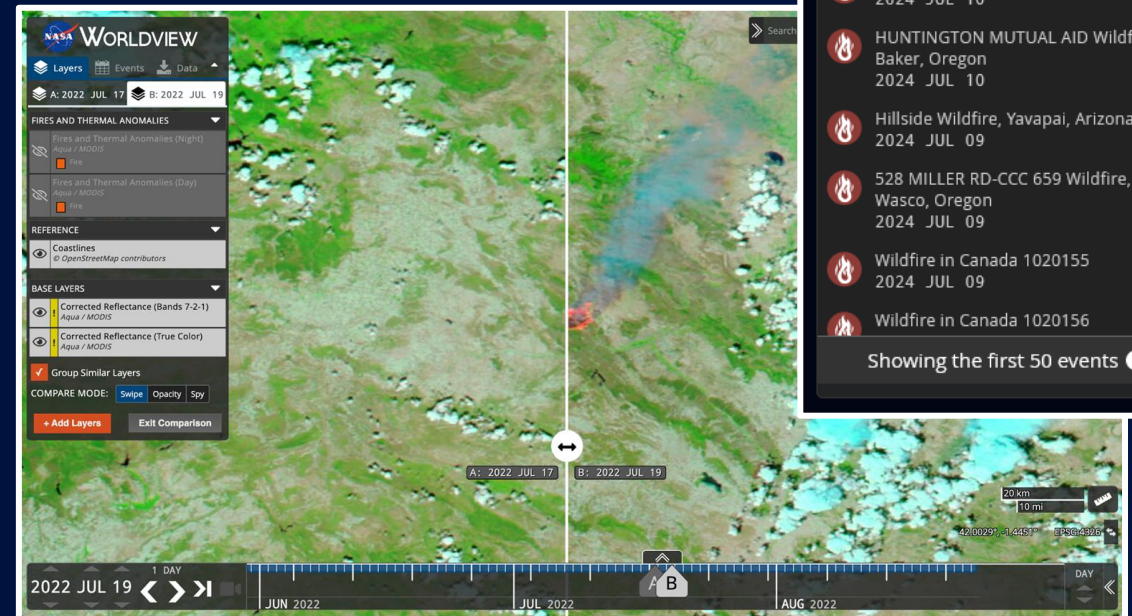 NASA WORLDVIEW
Layers Events Data
A: 2022 JUL 17 B: 2022 JUL 19
FIRES AND THERMAL ANOMALIES
Fires and Thermal Anomalies (Night)
Aqua / MODIS
Fire
Fires and Thermal Anomalies (Day)
Aqua / MODIS
Fire
REFERENCE
Coastlines
© OpenStreetMap contributors
BASE LAYERS
! Corrected Reflectance (Bands 7-2-1)
Aqua / MODIS
! Corrected Reflectance (True Color)
Aqua / MODIS
Group Similar Layers
COMPARE MODE: Swipe Opacity Spy
+ Add Layers Exit Comparison
Search
A: 2022 JUL 17 B: 2022 JUL 19
20 km
10 mi
42.0029°, -1.4451° EPSG:4326
1 DAY
2022 JUL 19
A B
JUN 2022 JUL 2022 AUG 2022
DAY
2024 JUL 10
HUNTINGTON MUTUAL AID Wildf
Baker, Oregon
2024 JUL 10
Hillside Wildfire, Yavapai, Arizona
2024 JUL 09
528 MILLER RD-CCC 659 Wildfire,
Wasco, Oregon
2024 JUL 09
Wildfire in Canada 1020155
2024 JUL 09
Wildfire in Canada 1020156
Showing the first 50 events